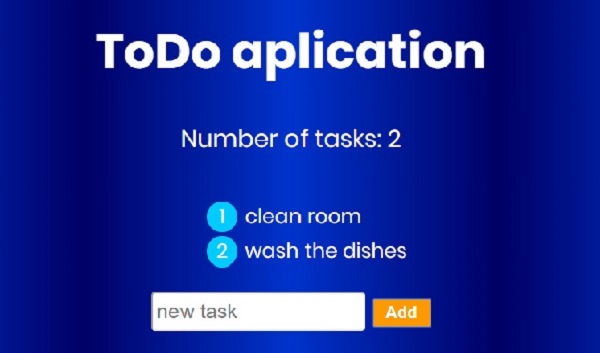 ToDo aplication
Number of tasks: 2
1 clean room
2 wash the dishes
new task Add